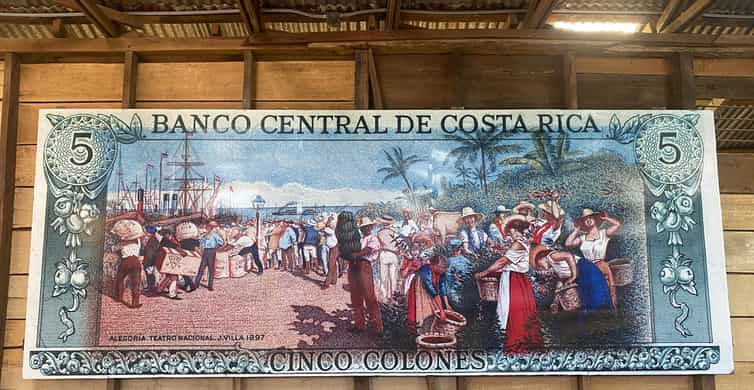 BANCO CENTRAL DE COSTA RICA
5
5
ALEGORIA TEATRO NACIONAL. J. VILLA 1897
CINCO COLONES